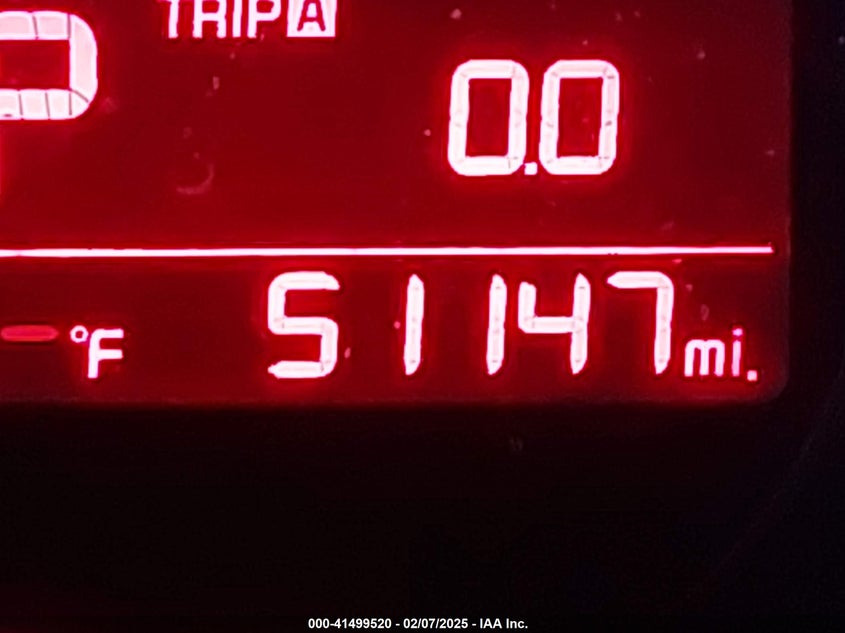 TRIP A
P
0.0
51147 mi.
-- °F
000-41499520 - 02/07/2025 - IAA Inc.